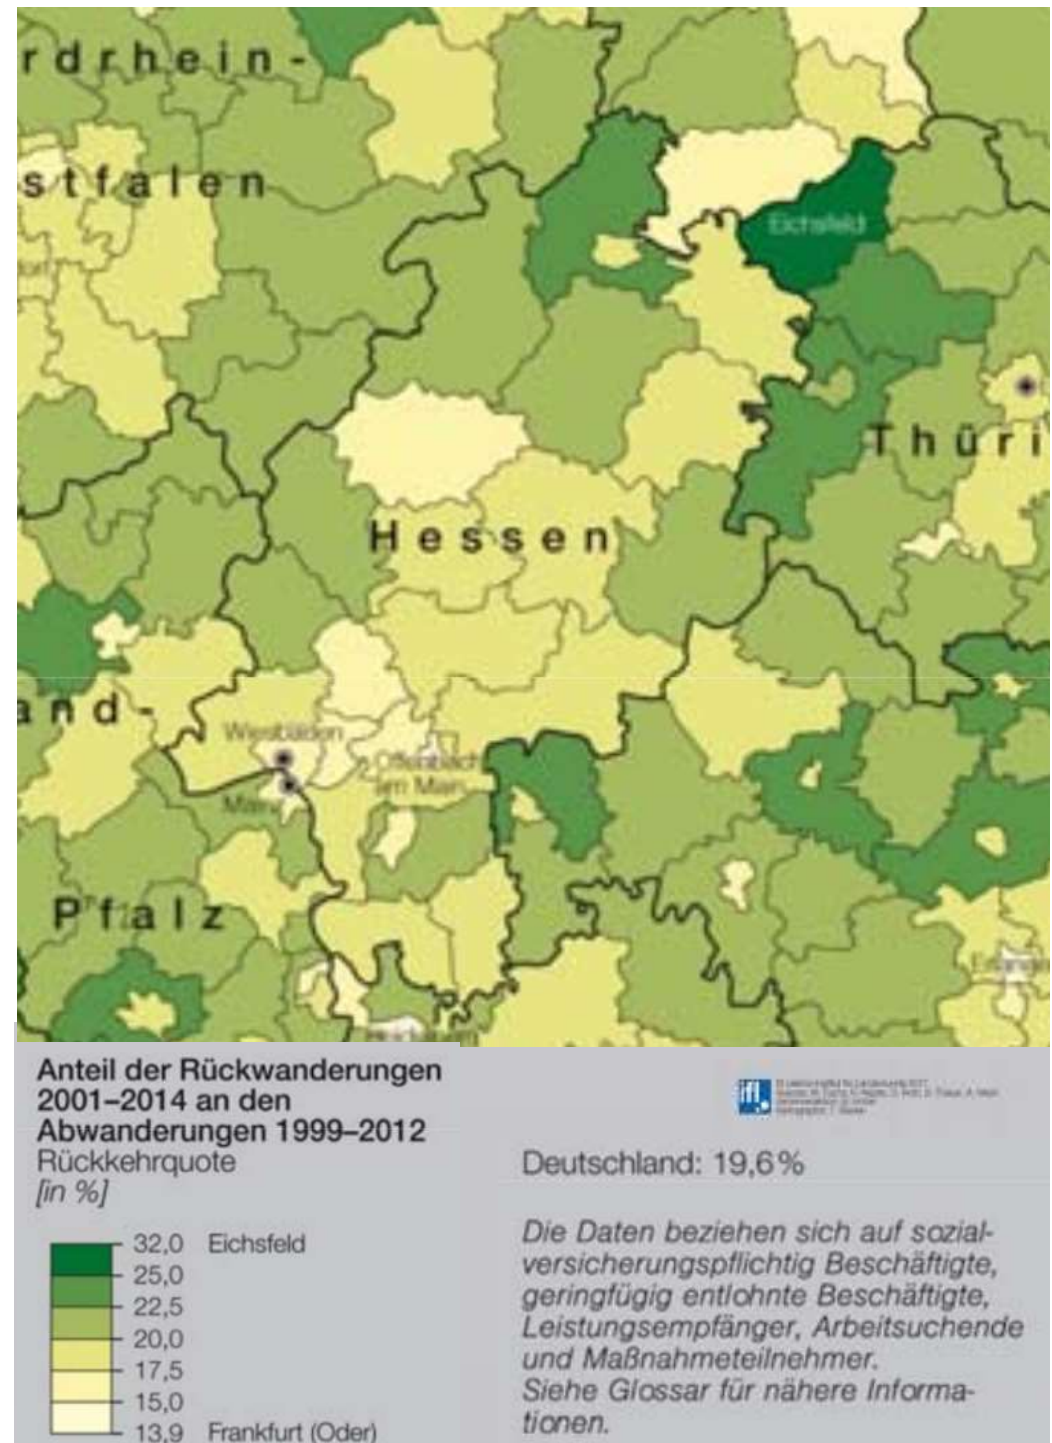 rdrhein-
stfalen
Eichsfeld
Thüri
Hessen
and-
Wiesbaden
Offenbach
am Main
Mainz
Pfalz
Anteil der Rückwanderungen
2001–2014 an den
Abwanderungen 1999–2012
Rückkehrquote
[in %]
32,0 Eichsfeld
25,0
22,5
20,0
17,5
15,0
13,9 Frankfurt (Oder)
ifl.
Deutschland: 19,6%
Die Daten beziehen sich auf sozial-
versicherungspflichtig Beschäftigte,
geringfügig entlohnte Beschäftigte,
Leistungsempfänger, Arbeitsuchende
und Maßnahmeteilnehmer.
Siehe Glossar für nähere Informa-
tionen.